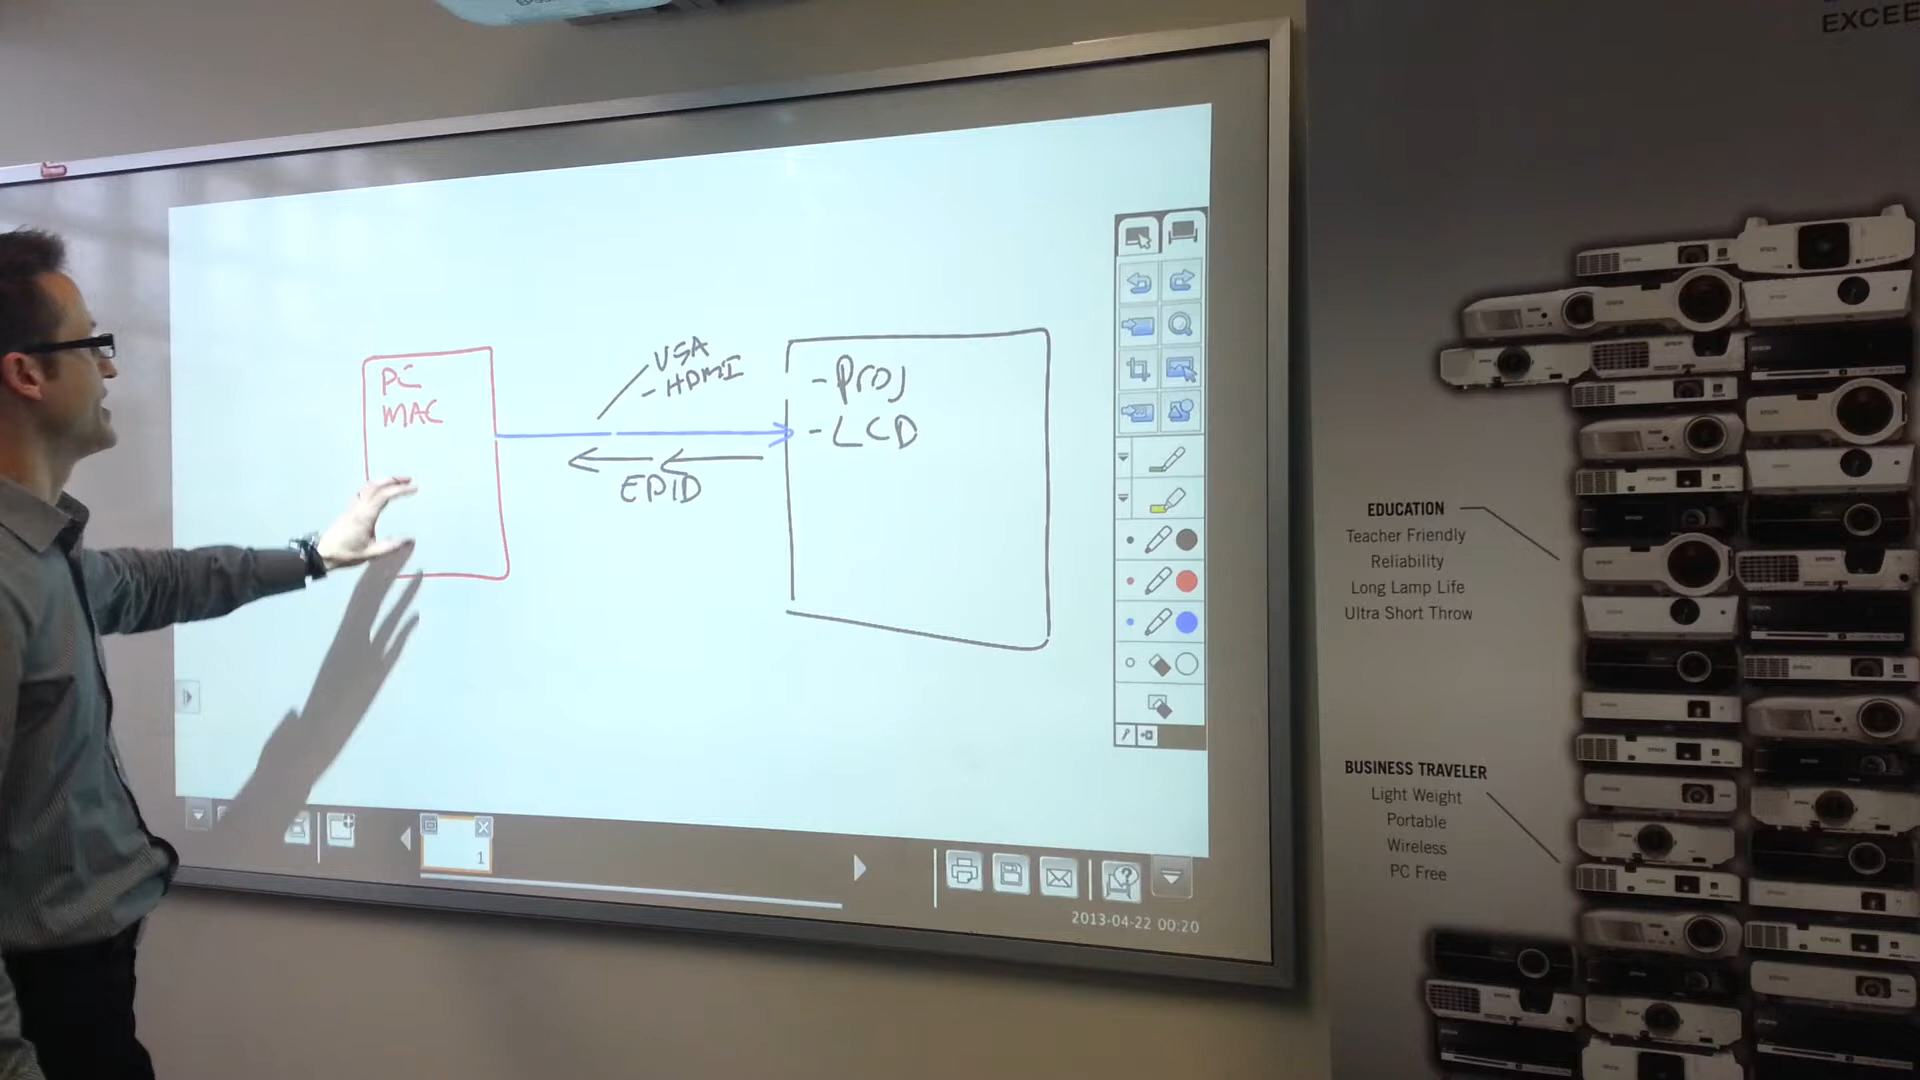 EXCEE
PC
MAC
VGA
- HDMI
EDID
- PROJ
- LCD
1
2013-04-22 00:20
EDUCATION
Teacher Friendly
Reliability
Long Lamp Life
Ultra Short Throw
BUSINESS TRAVELER
Light Weight
Portable
Wireless
PC Free